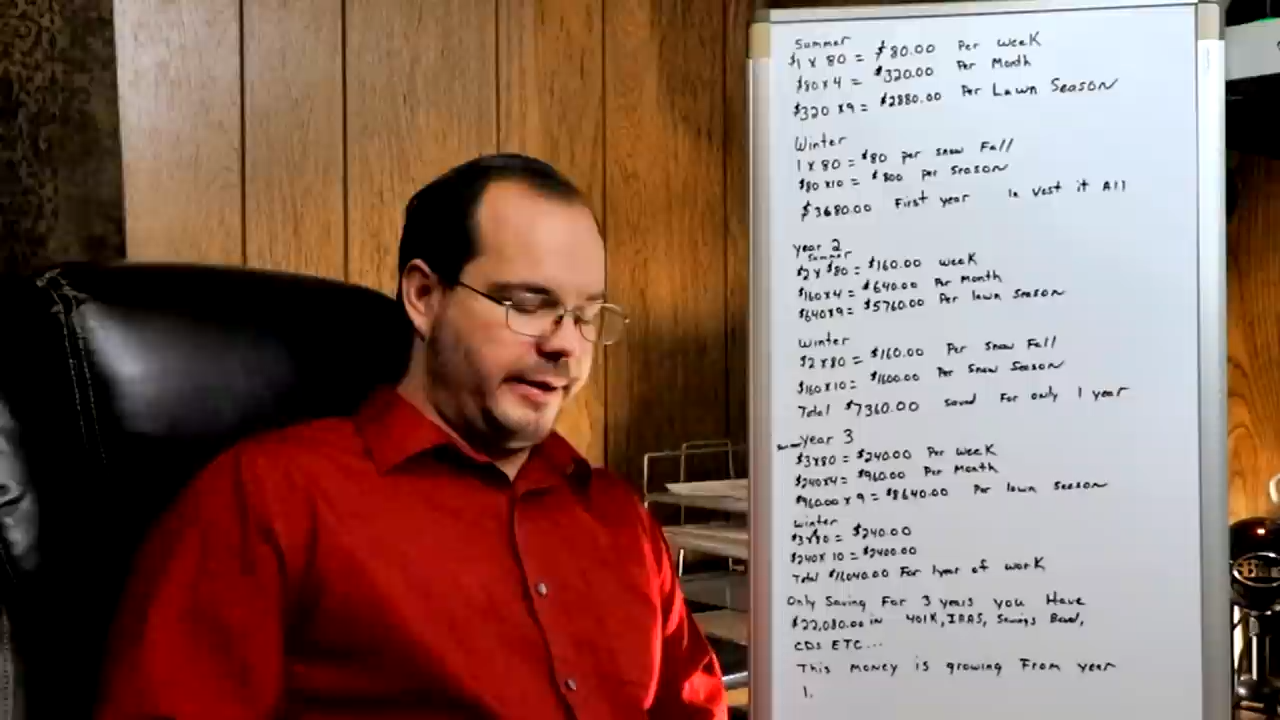 Summer
$1 x 80 = $80.00 Per week
$80 x 4 = $320.00 Per Month
$320 x 9 = $2880.00 Per Lawn Season
Winter
1 x 80 = $80 per snow Fall
$80 x 10 = $800 per Season
$3680.00 First year In vest it All
year 2
Summer
$2 x $80 = $160.00 week
$160 x 4 = $640.00 Per Month
$640 x 9 = $5760.00 Per lawn Season
Winter
$2 x 80 = $160.00 Per Snow Fall
$160 x 10 = $1600.00 Per Snow Season
Total $7360.00 Saved For only 1 year
Summer year 3
$3 x 80 = $240.00 Per week
$240 x 4 = $960.00 Per Month
$960.00 x 9 = $8640.00 Per lawn Season
Winter
$3 x 80 = $240.00
$240 x 10 = $2400.00
Total $11040.00 For 1year of work
Only Saving For 3 years you Have
$22,080.00 in 401K, IRAS, Savings Bond,
CDS ETC...
This money is growing From year
1.